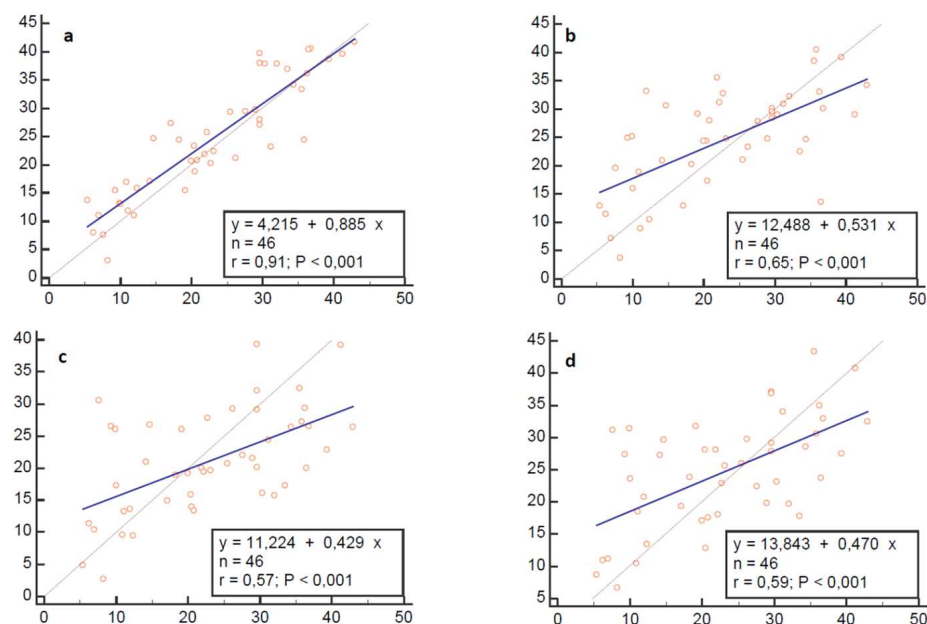 a
45
40
35
30
25
20
15
10
5
0
y = 4,215 + 0,885 x
n = 46
r = 0,91; P < 0,001
0 10 20 30 40 50
b
45
40
35
30
25
20
15
10
5
0
y = 12,488 + 0,531 x
n = 46
r = 0,65; P < 0,001
0 10 20 30 40 50
c
40
35
30
25
20
15
10
5
0
y = 11,224 + 0,429 x
n = 46
r = 0,57; P < 0,001
0 10 20 30 40 50
d
45
40
35
30
25
20
15
10
5
y = 13,843 + 0,470 x
n = 46
r = 0,59; P < 0,001
0 10 20 30 40 50